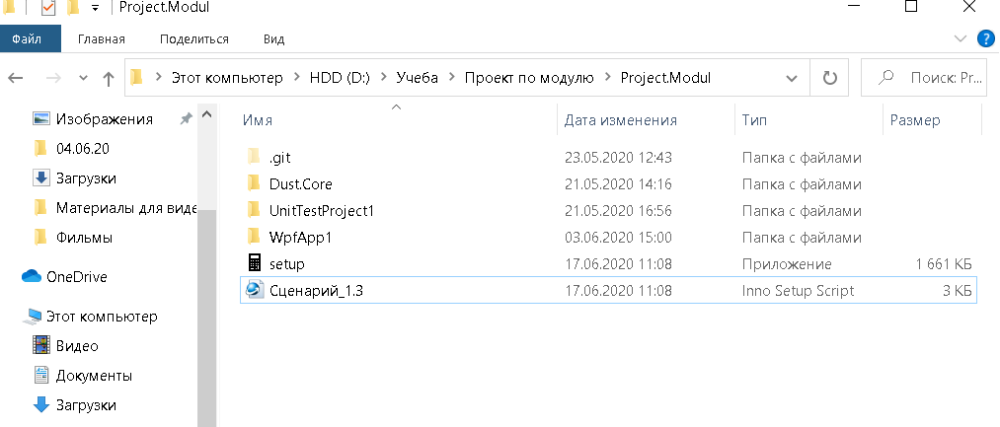 Project.Modul
Файл Главная Поделиться Вид
Этот компьютер HDD (D:) Учеба Проект по модулю Project.Modul Поиск: Pr...
Изображения
04.06.20
Загрузки
Материалы для виде
Фильмы
OneDrive
Этот компьютер
Видео
Документы
Загрузки
Имя Дата изменения Тип Размер
.git 23.05.2020 12:43 Папка с файлами
Dust.Core 21.05.2020 14:16 Папка с файлами
UnitTestProject1 21.05.2020 16:56 Папка с файлами
WpfApp1 03.06.2020 15:00 Папка с файлами
setup 17.06.2020 11:08 Приложение 1 661 КБ
Сценарий_1.3 17.06.2020 11:08 Inno Setup Script 3 КБ